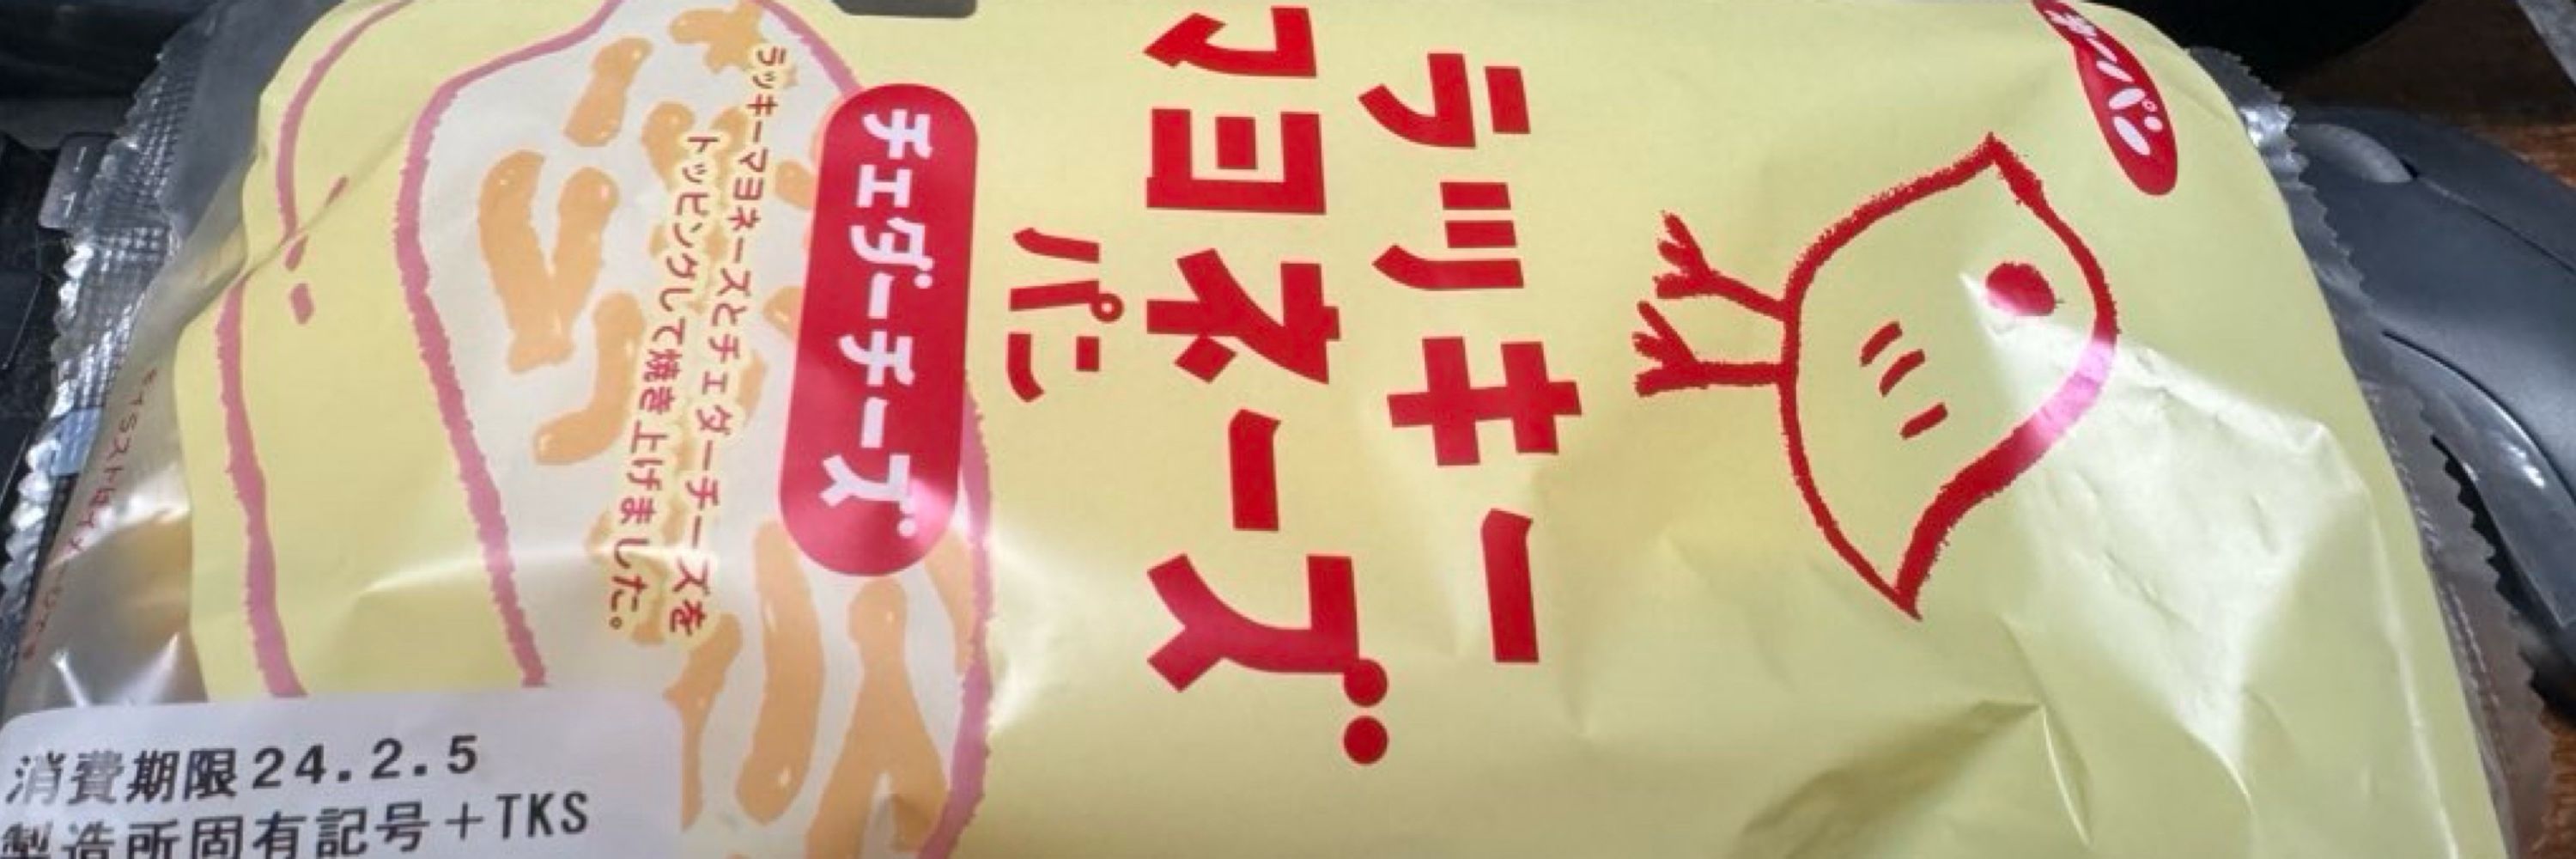 ラッキー
マヨネーズ
パン
チェダーチーズ
ラッキーマヨネーズとチェダーチーズを
トッピングして焼き上げました。
消費期限24.2.5
製造所固有記号+TKS